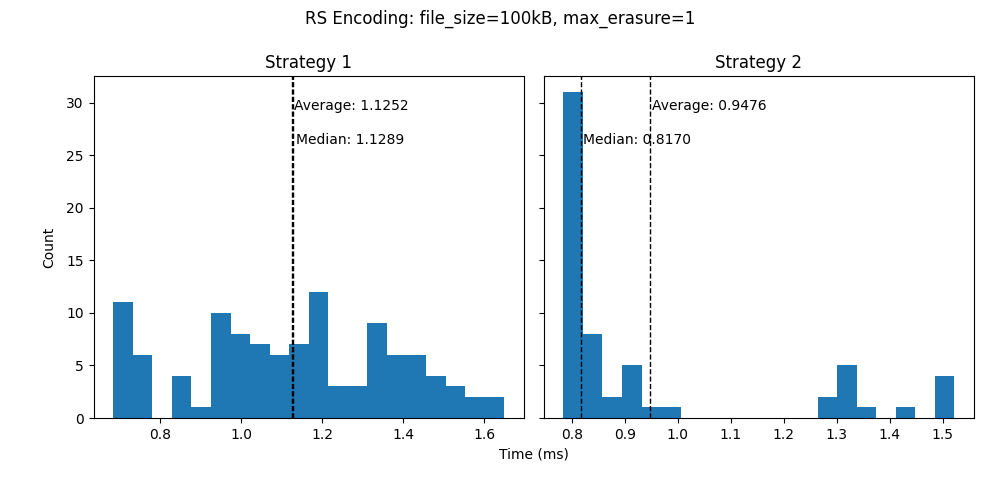 RS Encoding: file_size=100kB, max_erasure=1
Strategy 1
Strategy 2
Average: 1.1252
Median: 1.1289
Average: 0.9476
Median: 0.8170
Count
30
25
20
15
10
5
0
0.8 1.0 1.2 1.4 1.6
0.8 0.9 1.0 1.1 1.2 1.3 1.4 1.5
Time (ms)